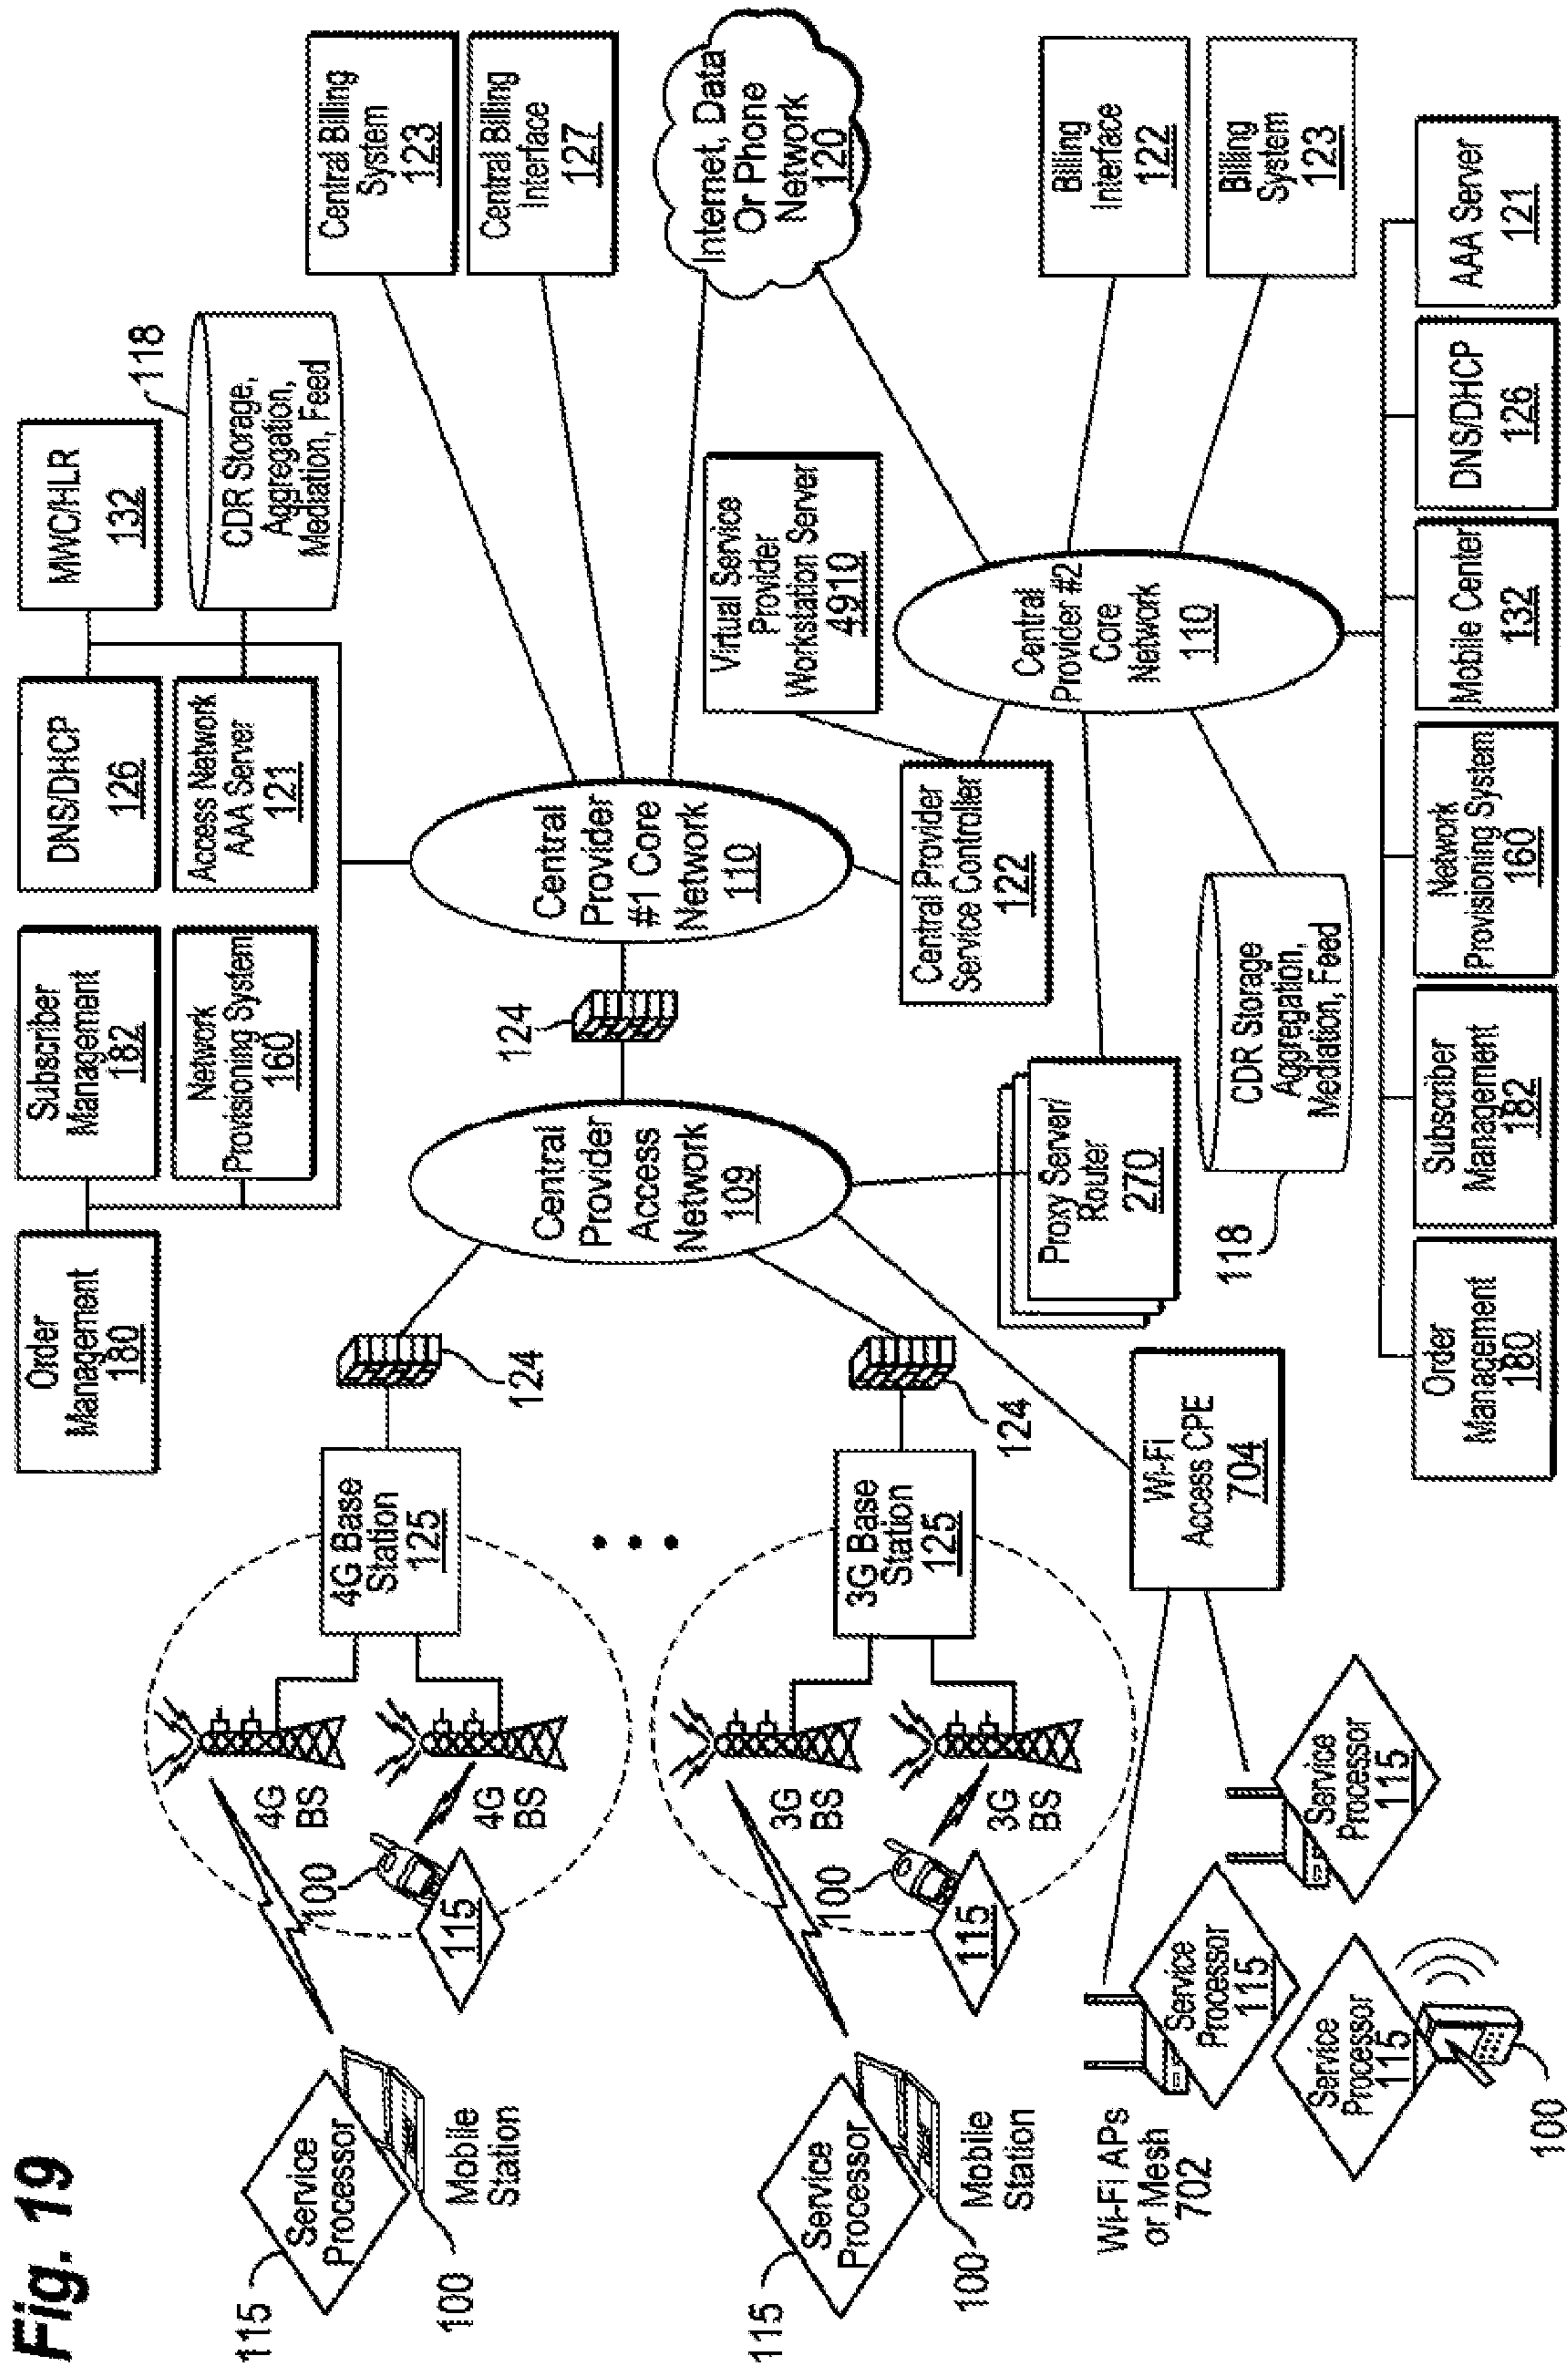 Fig. 19
Order
Management
180
Subscriber
Management
182
DNS/DHCP
126
MWC/HLR
132
118
Network
Provisioning System
160
Access Network
AAA Server
121
CDR Storage,
Aggregation,
Mediation, Feed
Central Billing
System
123
Central Billing
Interface
127
115
Service
Processor
100
Mobile
Station
100
115
4G
BS
4G
BS
4G Base
Station
125
124
Central
Provider
Access
Network
109
124
Central
Provider
#1 Core
Network
110
Internet, Data
Or Phone
Network
120
Virtual Service
Provider
Workstation Server
4910
115
Service
Processor
100
Mobile
Station
100
115
3G
BS
3G
BS
3G Base
Station
125
124
Central Provider
Service Controller
122
Central
Provider #2
Core
Network
110
Billing
Interface
122
Billing
System
123
Proxy Server/
Router
270
Wi-Fi APs
or Mesh
702
Service
Processor
115
Service
Processor
115
Service
Processor
115
100
Wi-Fi
Access CPE
704
118
CDR Storage
Aggregation,
Mediation, Feed
Order
Management
180
Subscriber
Management
182
Network
Provisioning System
160
Mobile Center
132
DNS/DHCP
126
AAA Server
121